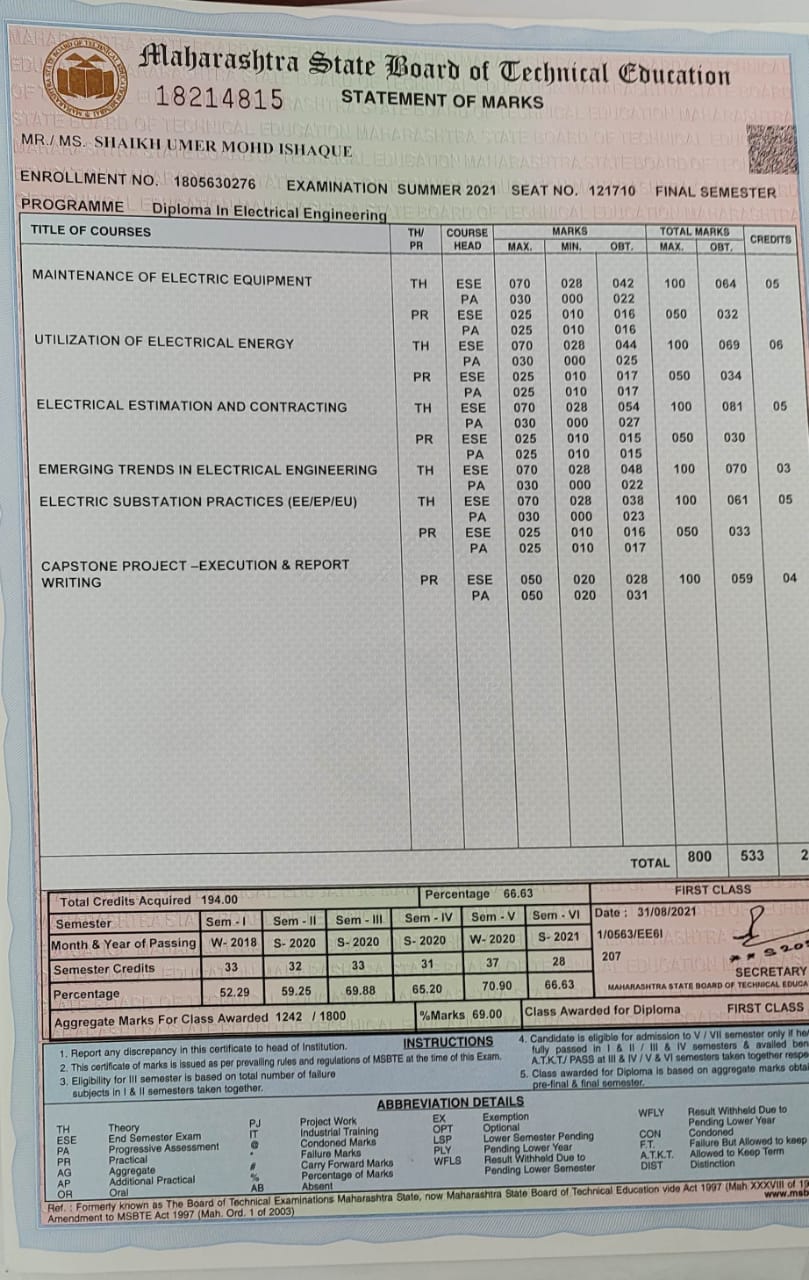 Maharashtra State Board of Technical Education
18214815 STATEMENT OF MARKS
MR./ MS. SHAIKH UMER MOHD ISHAQUE
ENROLLMENT NO. 1805630276 EXAMINATION SUMMER 2021 SEAT NO. 121710 FINAL SEMESTER
PROGRAMME Diploma In Electrical Engineering
TITLE OF COURSES TH/ PR COURSE HEAD MARKS TOTAL MARKS CREDITS
MAX. MIN. OBT. MAX. OBT.
MAINTENANCE OF ELECTRIC EQUIPMENT TH ESE 070 028 042 100 064 05
PA 030 000 022
PR ESE 025 010 016 050 032
PA 025 010 016
UTILIZATION OF ELECTRICAL ENERGY TH ESE 070 028 044 100 069 06
PA 030 000 025
PR ESE 025 010 017 050 034
PA 025 010 017
ELECTRICAL ESTIMATION AND CONTRACTING TH ESE 070 028 054 100 081 05
PA 030 000 027
PR ESE 025 010 015 050 030
PA 025 010 015
EMERGING TRENDS IN ELECTRICAL ENGINEERING TH ESE 070 028 048 100 070 03
PA 030 000 022
ELECTRIC SUBSTATION PRACTICES (EE/EP/EU) TH ESE 070 028 038 100 061 05
PA 030 000 023
PR ESE 025 010 016 050 033
PA 025 010 017
CAPSTONE PROJECT –EXECUTION & REPORT
WRITING PR ESE 050 020 028 100 059 04
PA 050 020 031
TOTAL 800 533 2
Total Credits Acquired 194.00 Percentage 66.63 FIRST CLASS
Semester Sem - I Sem - II Sem - III Sem - IV Sem - V Sem - VI Date : 31/08/2021
Month & Year of Passing W- 2018 S- 2020 S- 2020 S- 2020 W- 2020 S- 2021 1/0563/EE6I
Semester Credits 33 32 33 31 37 28 207
SECRETARY
Percentage 52.29 59.25 69.88 65.20 70.90 66.63 MAHARASHTRA STATE BOARD OF TECHNICAL EDUCA
Aggregate Marks For Class Awarded 1242 / 1800 %Marks 69.00 Class Awarded for Diploma FIRST CLASS
INSTRUCTIONS
1. Report any discrepancy in this certificate to head of Institution.
2. This certificate of marks is issued as per prevailing rules and regulations of MSBTE at the time of this Exam.
3. Eligibility for III semester is based on total number of failure
subjects in I & II semesters taken together.
4. Candidate is eligible for admission to V / VII semester only if he/
fully passed in I & II / III & IV semesters & availed ben
A.T.K.T/ PASS at III & IV / V & VI semesters taken together respe
5. Class awarded for Diploma is based on aggregate marks obtai
pre-final & final semester.
ABBREVIATION DETAILS
TH Theory PJ Project Work EX Exemption WFLY Result Withheld Due to
Pending Lower Year
ESE End Semester Exam IT Industrial Training OPT Optional CON Condoned
PA Progressive Assessment @ Condoned Marks LSP Lower Semester Pending F.T. Failure But Allowed to keep
PR Practical * Failure Marks PLY Pending Lower Year A.T.K.T. Allowed to Keep Term
AG Aggregate # Carry Forward Marks WFLS Result Withheld Due to DIST Distinction
AP Additional Practical % Percentage of Marks Pending Lower Semester
OR Oral AB Absent
Ref. : Formerly known as The Board of Technical Examinations Maharashtra State, now Maharashtra State Board of Technical Education vide Act 1997 (Mah XXXVIII of 19
Amendment to MSBTE Act 1997 (Mah. Ord. 1 of 2003) www.msb